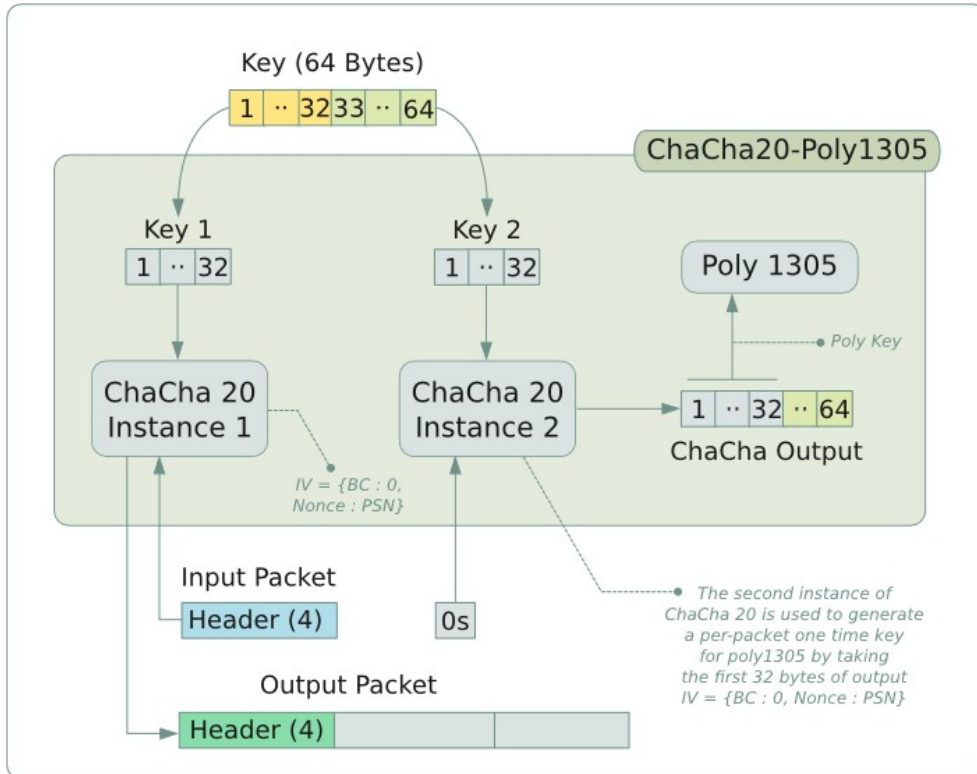 Key (64 Bytes)
1 ·· 32 33 ·· 64
ChaCha20-Poly1305
Key 1
1 ·· 32
Key 2
1 ·· 32
Poly 1305
Poly Key
ChaCha 20
Instance 1
ChaCha 20
Instance 2
1 ·· 32 ·· 64
ChaCha Output
IV = {BC : 0,
Nonce : PSN}
Input Packet
Header (4)
0s
The second instance of
ChaCha 20 is used to generate
a per-packet one time key
for poly1305 by taking
the first 32 bytes of output
IV = {BC : 0, Nonce : PSN}
Output Packet
Header (4)